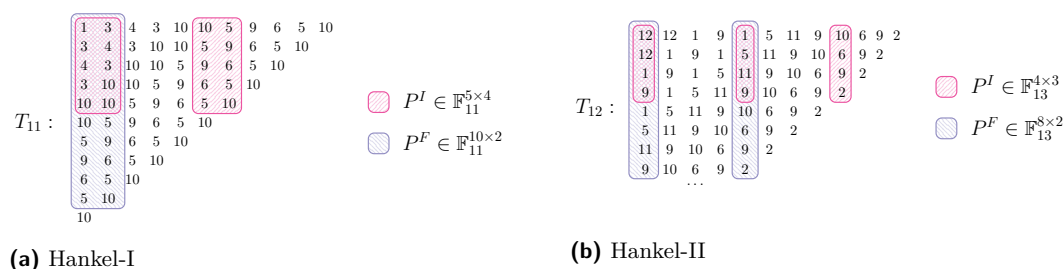 1 3 4 3 10 10 5 9 6 5 10
3 4 3 10 10 5 9 6 5 10
4 3 10 10 5 9 6 5 10
3 10 10 5 9 6 5 10
10 10 5 9 6 5 10
10 5 9 6 5 10
5 9 6 5 10
9 6 5 10
6 5 10
5 10
10
T₁₁ :
P^I ∈ 𝔽₁₁^{5×4}
P^F ∈ 𝔽₁₁^{10×2}
(a) Hankel-I
12 12 1 9 1 5 11 9 10 6 9 2
12 1 9 1 5 11 9 10 6 9 2
1 9 1 5 11 9 10 6 9 2
9 1 5 11 9 10 6 9 2
1 5 11 9 10 6 9 2
5 11 9 10 6 9 2
11 9 10 6 9 2
9 10 6 9 2
...
T₁₂ :
P^I ∈ 𝔽₁₃^{4×3}
P^F ∈ 𝔽₁₃^{8×2}
(b) Hankel-II